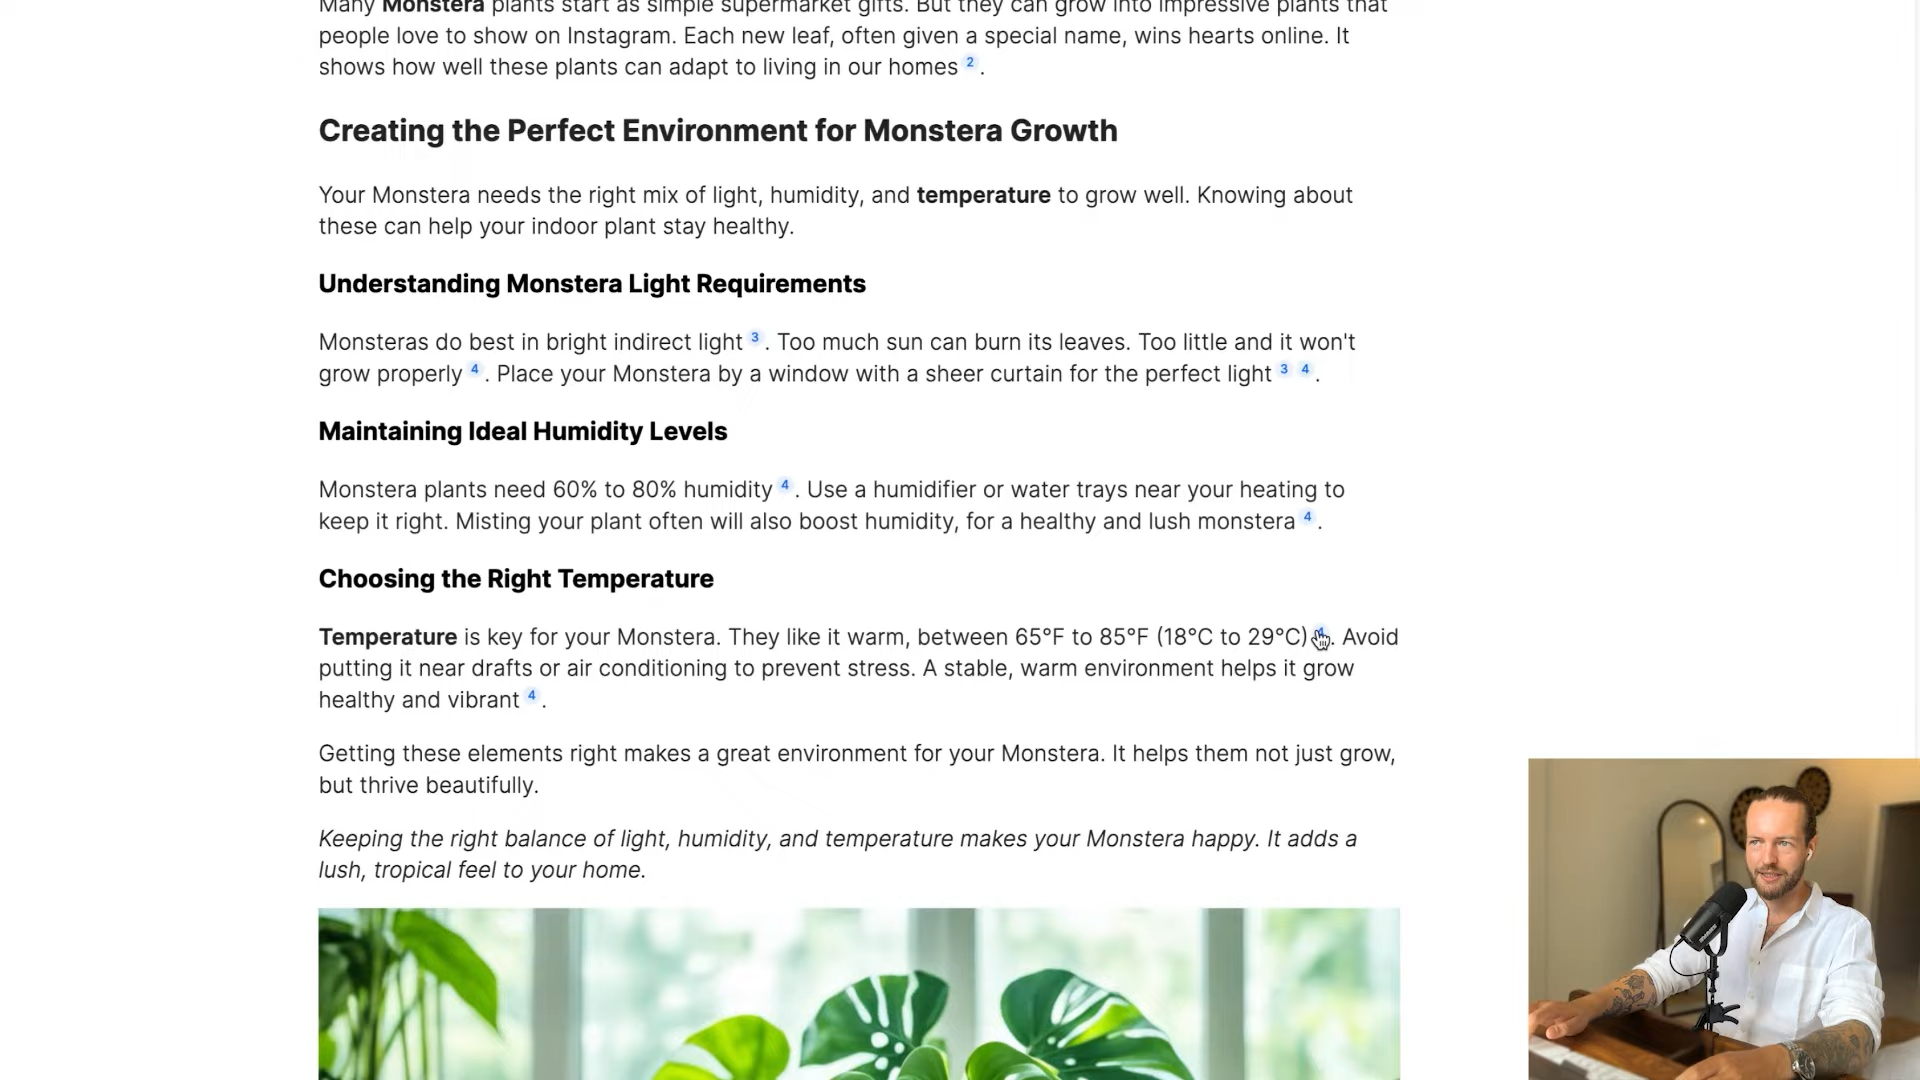 Many Monstera plants start as simple supermarket gifts. But they can grow into impressive plants that
people love to show on Instagram. Each new leaf, often given a special name, wins hearts online. It
shows how well these plants can adapt to living in our homes 2 .
Creating the Perfect Environment for Monstera Growth
Your Monstera needs the right mix of light, humidity, and temperature to grow well. Knowing about
these can help your indoor plant stay healthy.
Understanding Monstera Light Requirements
Monsteras do best in bright indirect light 3 . Too much sun can burn its leaves. Too little and it won't
grow properly 4 . Place your Monstera by a window with a sheer curtain for the perfect light 3 4 .
Maintaining Ideal Humidity Levels
Monstera plants need 60% to 80% humidity 4 . Use a humidifier or water trays near your heating to
keep it right. Misting your plant often will also boost humidity, for a healthy and lush monstera 4 .
Choosing the Right Temperature
Temperature is key for your Monstera. They like it warm, between 65°F to 85°F (18°C to 29°C) . Avoid
putting it near drafts or air conditioning to prevent stress. A stable, warm environment helps it grow
healthy and vibrant 4 .
Getting these elements right makes a great environment for your Monstera. It helps them not just grow,
but thrive beautifully.
Keeping the right balance of light, humidity, and temperature makes your Monstera happy. It adds a
lush, tropical feel to your home.